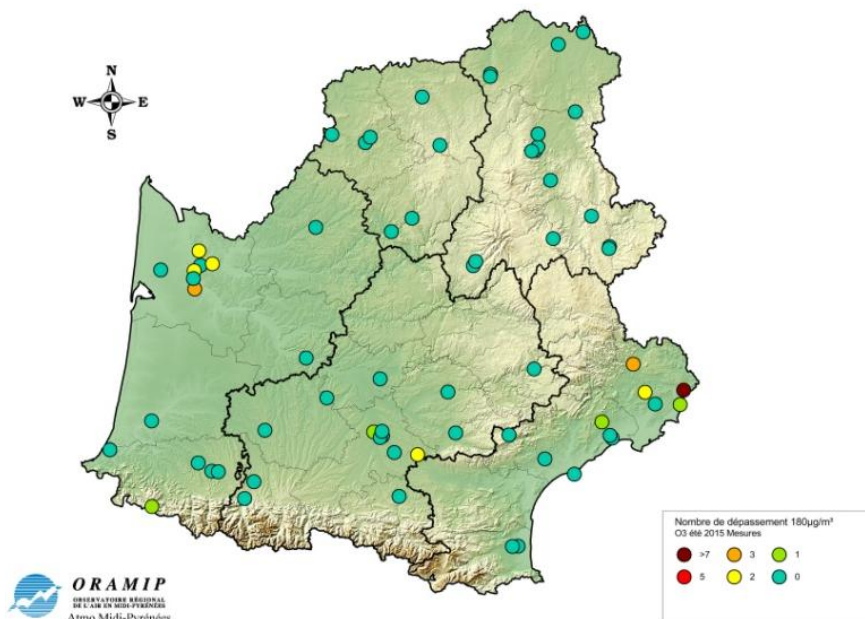 N
W E
S
Nombre de dépassement 180µg/m³
O3 été 2015 Mesures
>7 3 1
5 2 0
ORAMIP
OBSERVATOIRE RÉGIONAL
DE L'AIR EN MIDI-PYRÉNÉES
Atmo Midi-Pyrénées